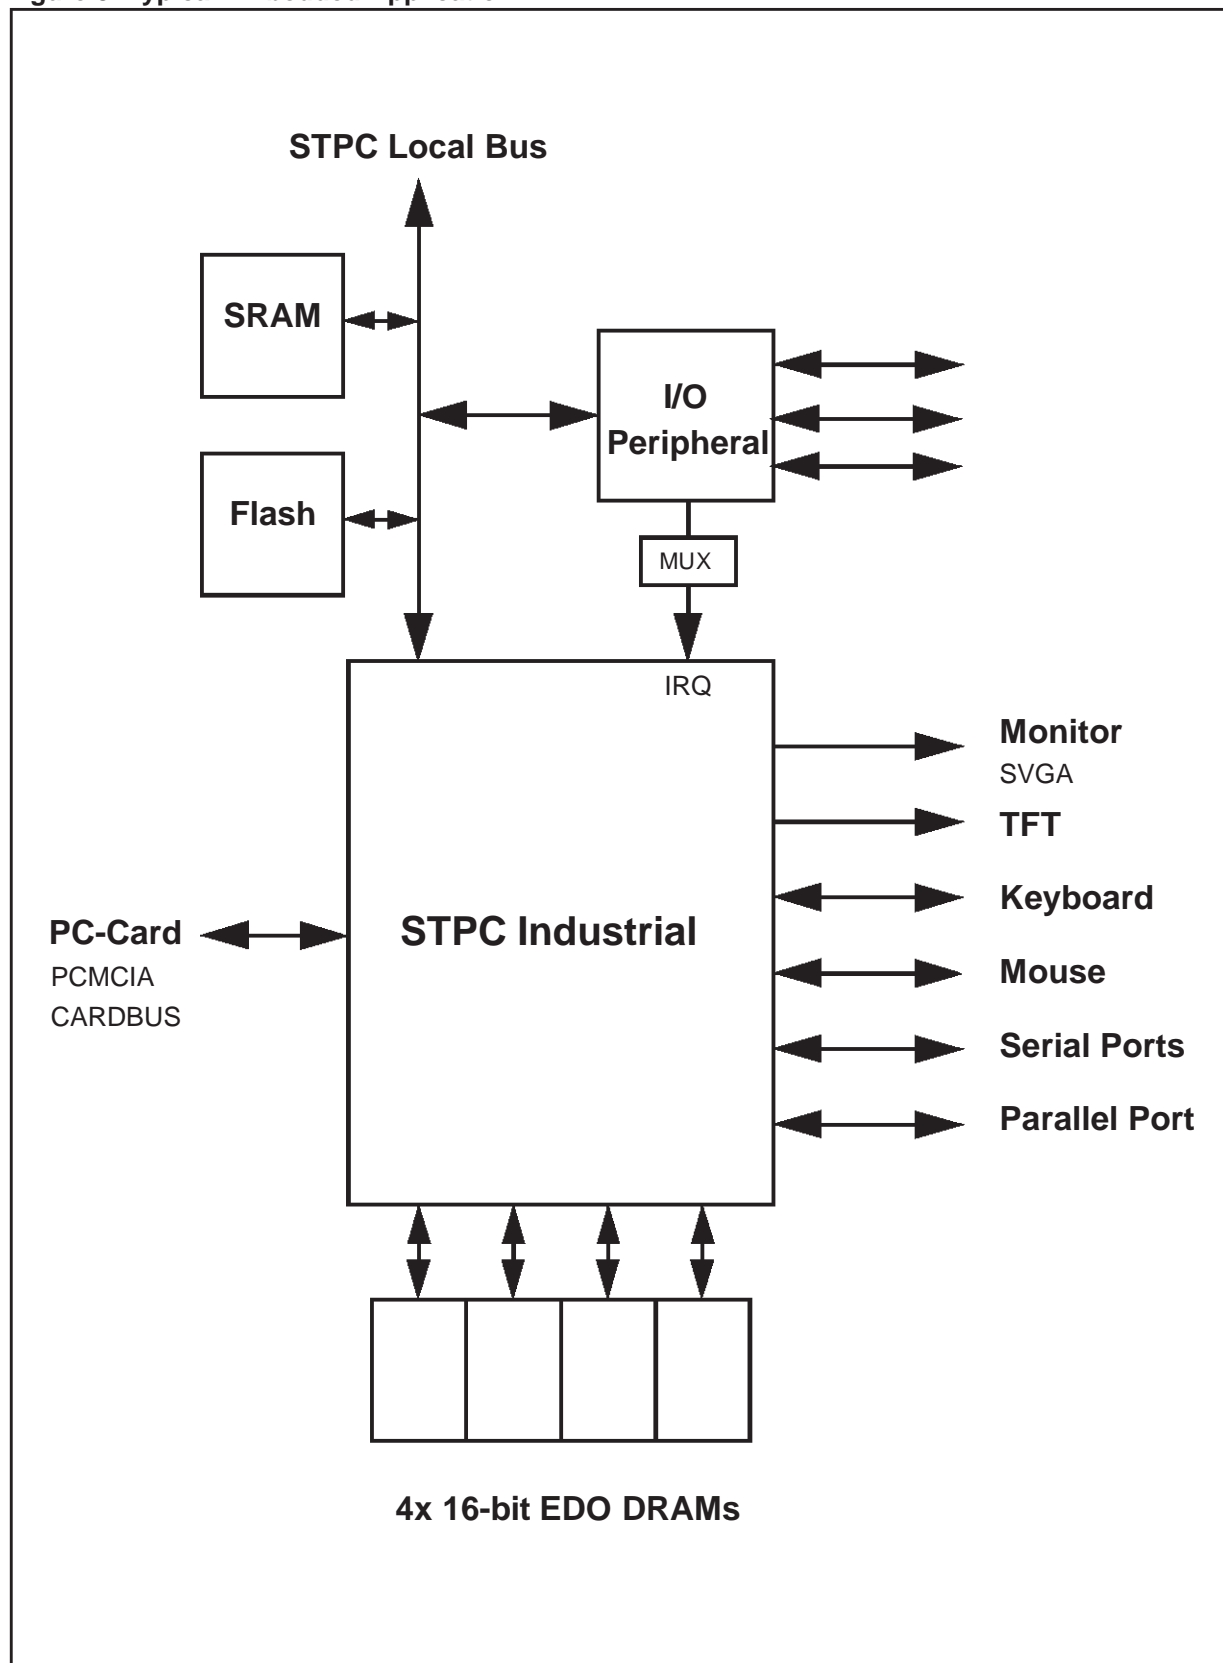 STPC Local Bus
SRAM
I/O
Peripheral
Flash
MUX
IRQ
Monitor
SVGA
TFT
Keyboard
PC-Card
STPC Industrial
PCMCIA
Mouse
CARDBUS
Serial Ports
Parallel Port
4x 16-bit EDO DRAMs